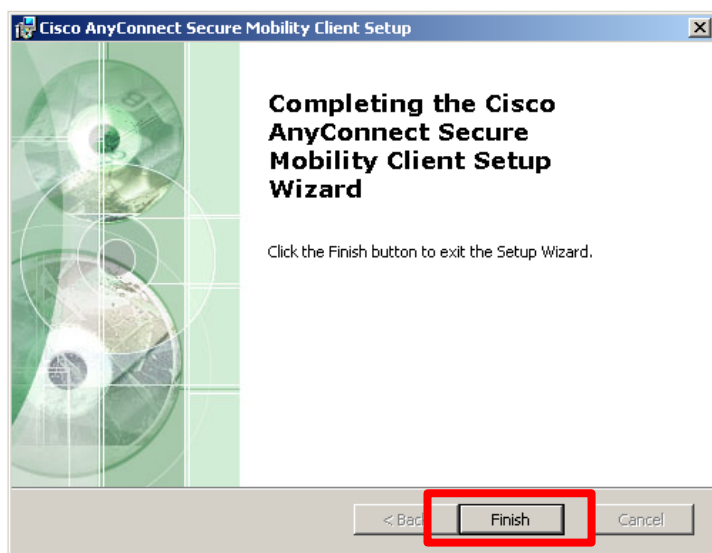 Cisco AnyConnect Secure Mobility Client Setup
Completing the Cisco
AnyConnect Secure
Mobility Client Setup
Wizard
Click the Finish button to exit the Setup Wizard.
< Bac
Finish
Cancel